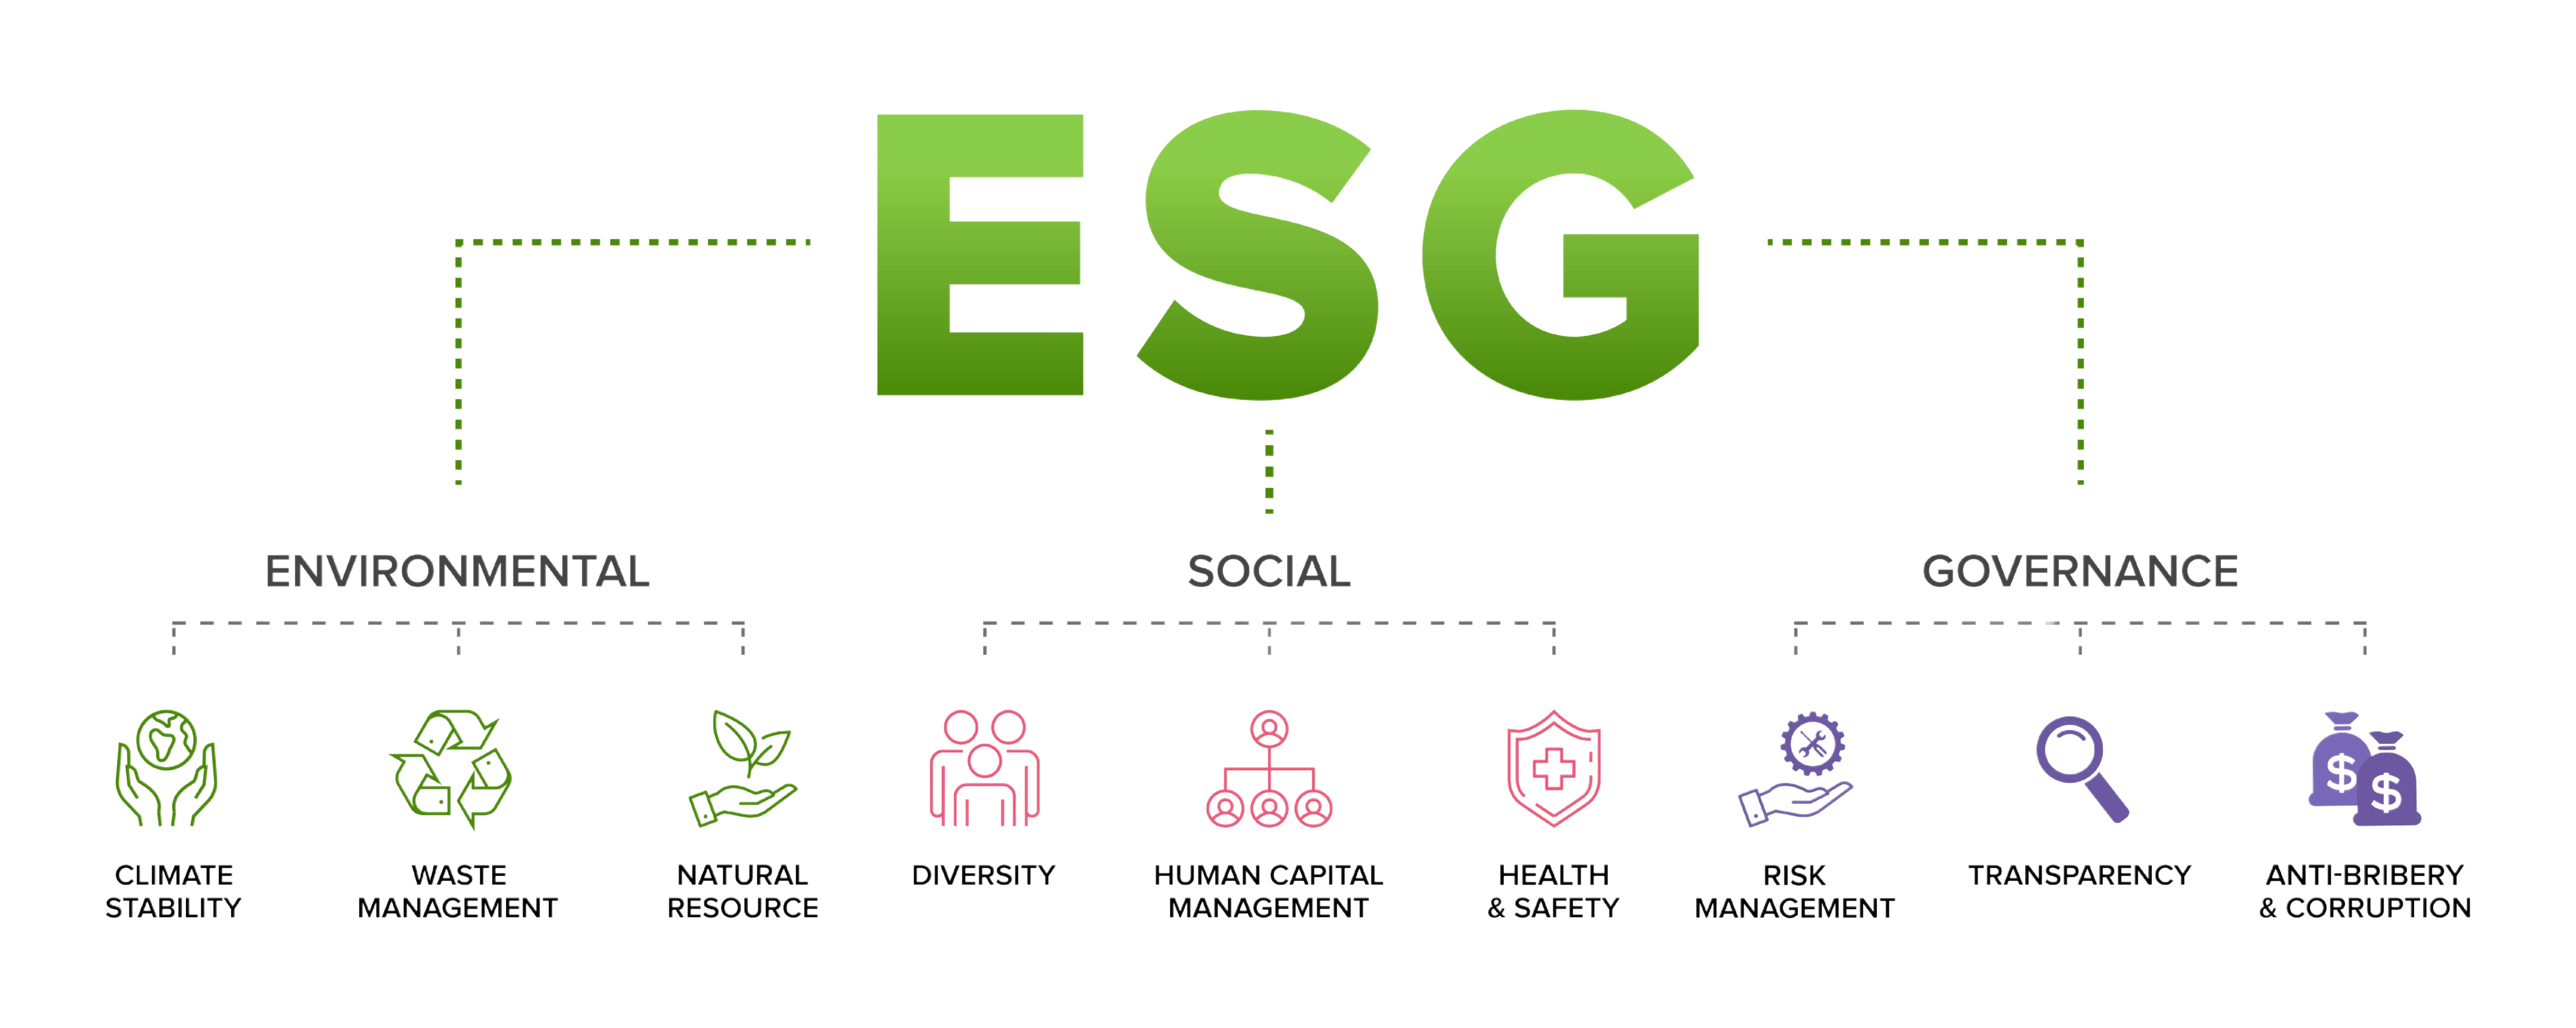 ESG
ENVIRONMENTAL
SOCIAL
GOVERNANCE
CLIMATE
STABILITY
WASTE
MANAGEMENT
NATURAL
RESOURCE
DIVERSITY
HUMAN CAPITAL
MANAGEMENT
HEALTH
& SAFETY
RISK
MANAGEMENT
TRANSPARENCY
$
$
ANTI-BRIBERY
& CORRUPTION